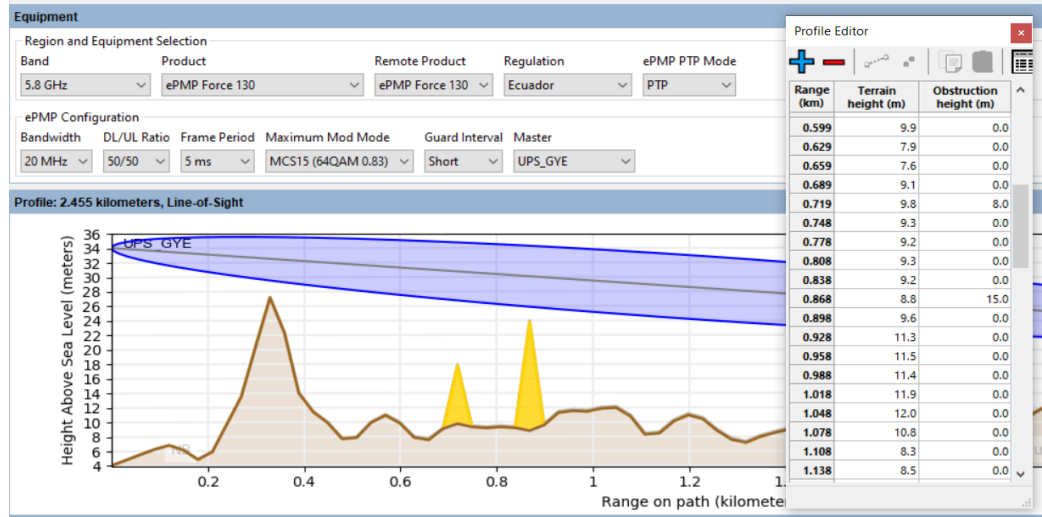 Equipment
Region and Equipment Selection
Band Product Remote Product Regulation ePMP PTP Mode
5.8 GHz ePMP Force 130 ePMP Force 130 Ecuador PTP
ePMP Configuration
Bandwidth DL/UL Ratio Frame Period Maximum Mod Mode Guard Interval Master
20 MHz 50/50 5 ms MCS15 (64QAM 0.83) Short UPS_GYE
Profile: 2.455 kilometers, Line-of-Sight
Height Above Sea Level (meters)
36
34
32
30
28
26
24
22
20
18
16
14
12
10
8
6
4
UPS_GYE
0.2 0.4 0.6 0.8 1 1.2 1.
Range on path (kilomete
Profile Editor
Range (km) Terrain height (m) Obstruction height (m)
0.599 9.9 0.0
0.629 7.9 0.0
0.659 7.6 0.0
0.689 9.1 0.0
0.719 9.8 8.0
0.748 9.3 0.0
0.778 9.2 0.0
0.808 9.3 0.0
0.838 9.2 0.0
0.868 8.8 15.0
0.898 9.6 0.0
0.928 11.3 0.0
0.958 11.5 0.0
0.988 11.4 0.0
1.018 11.9 0.0
1.048 12.0 0.0
1.078 10.8 0.0
1.108 8.3 0.0
1.138 8.5 0.0